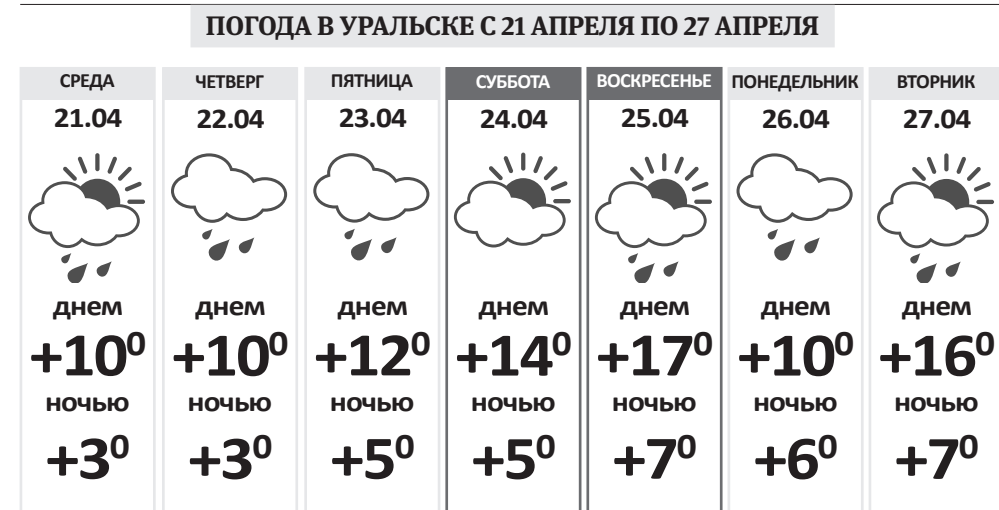 ПОГОДА В УРАЛЬСКЕ С 21 АПРЕЛЯ ПО 27 АПРЕЛЯ
СРЕДА ЧЕТВЕРГ ПЯТНИЦА СУББОТА ВОСКРЕСЕНЬЕ ПОНЕДЕЛЬНИК ВТОРНИК
21.04 22.04 23.04 24.04 25.04 26.04 27.04
днем днем днем днем днем днем днем
+10⁰ +10⁰ +12⁰ +14⁰ +17⁰ +10⁰ +16⁰
ночью ночью ночью ночью ночью ночью ночью
+3⁰ +3⁰ +5⁰ +5⁰ +7⁰ +6⁰ +7⁰